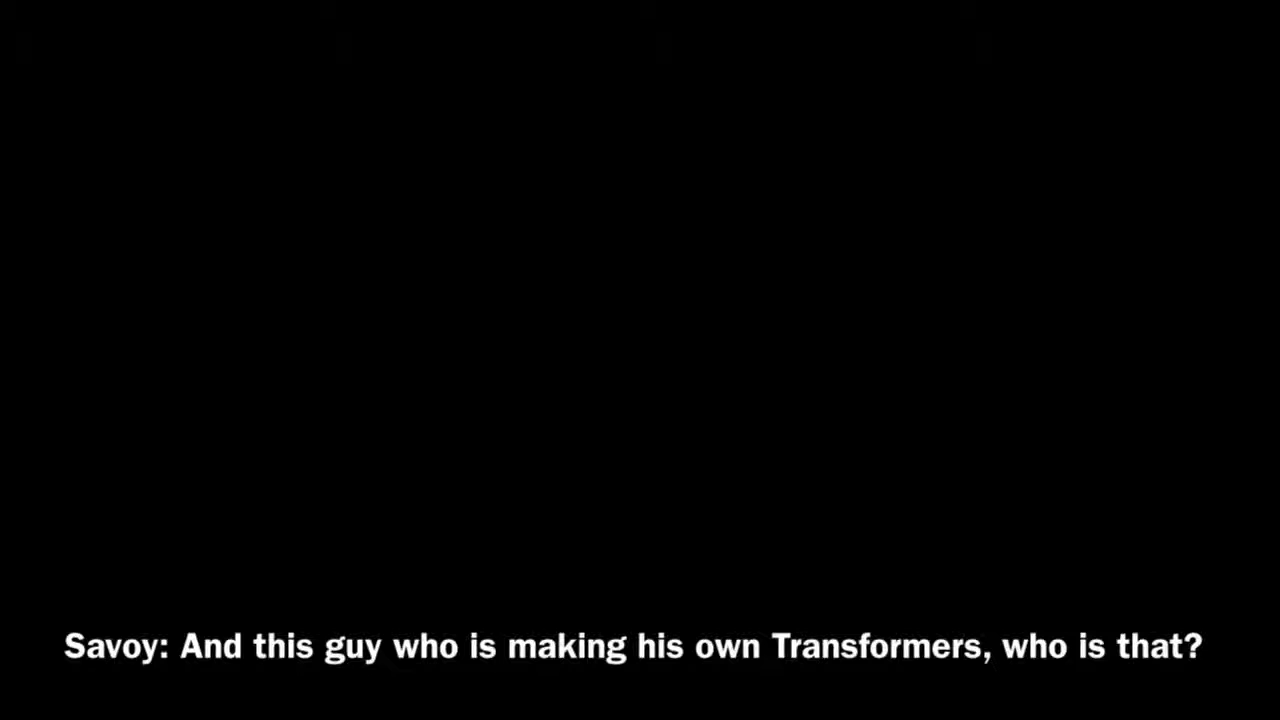 Savoy: And this guy who is making his own Transformers, who is that?